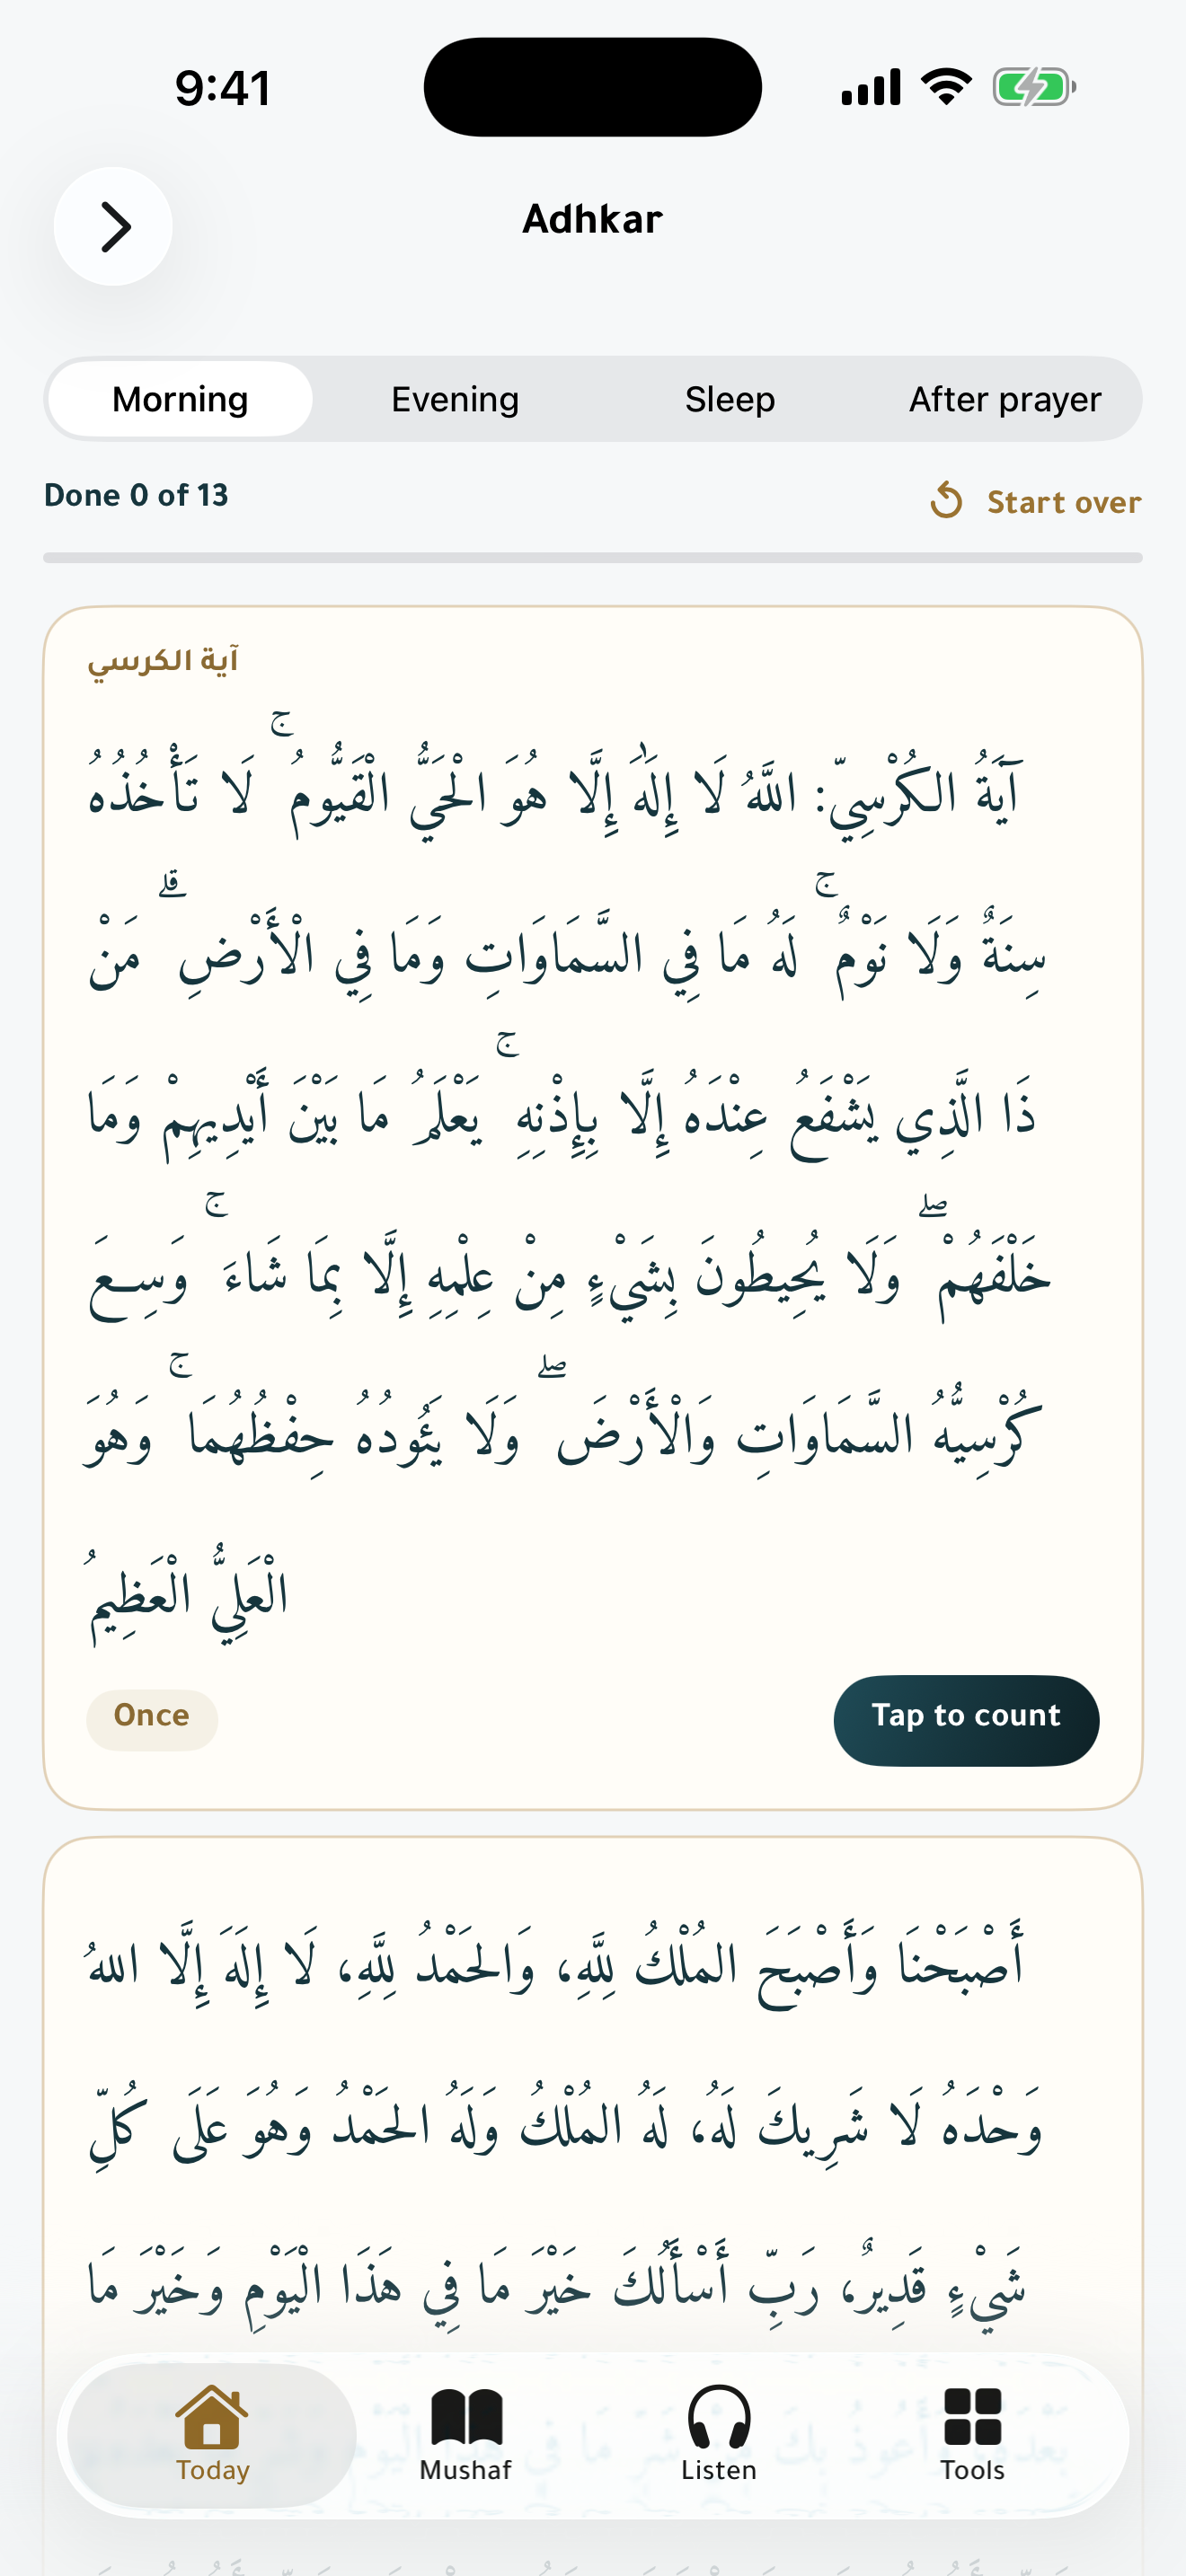 9:41
Adhkar
Morning
Evening
Sleep
After prayer
Done 0 of 13
Start over
آية الكرسي
آيَةُ الكُرْسِيِّ: اللَّهُ لَا إِلَٰهَ إِلَّا هُوَ الْحَيُّ الْقَيُّومُ ۚ لَا تَأْخُذُهُ
سِنَةٌ وَلَا نَوْمٌ ۚ لَهُ مَا فِي السَّمَاوَاتِ وَمَا فِي الْأَرْضِ ۗ مَنْ
ذَا الَّذِي يَشْفَعُ عِنْدَهُ إِلَّا بِإِذْنِهِ ۚ يَعْلَمُ مَا بَيْنَ أَيْدِيهِمْ وَمَا
خَلْفَهُمْ ۖ وَلَا يُحِيطُونَ بِشَيْءٍ مِنْ عِلْمِهِ إِلَّا بِمَا شَاءَ ۚ وَسِعَ
كُرْسِيُّهُ السَّمَاوَاتِ وَالْأَرْضَ ۖ وَلَا يَئُودُهُ حِفْظُهُمَا ۚ وَهُوَ
الْعَلِيُّ الْعَظِيمُ
Once
Tap to count
أَصْبَحْنَا وَأَصْبَحَ المُلْكُ لِلَّهِ، وَالحَمْدُ لِلَّهِ، لَا إِلَهَ إِلَّا اللهُ
وَحْدَهُ لَا شَرِيكَ لَهُ، لَهُ المُلْكُ وَلَهُ الحَمْدُ وَهُوَ عَلَى كُلِّ
شَيْءٍ قَدِيرٌ، رَبِّ أَسْأَلُكَ خَيْرَ مَا فِي هَذَا الْيَوْمِ وَخَيْرَ مَا
Today
Mushaf
Listen
Tools